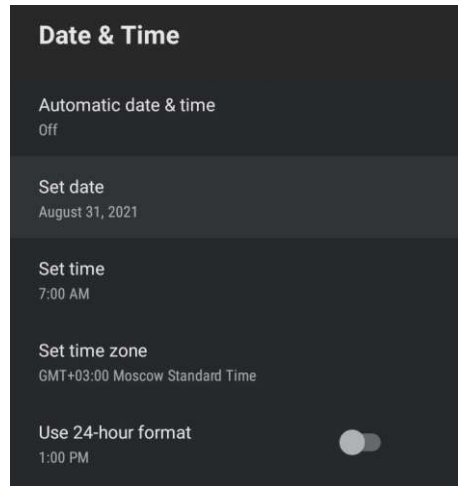 Date & Time
Automatic date & time
Off
Set date
August 31, 2021
Set time
7:00 AM
Set time zone
GMT+03:00 Moscow Standard Time
Use 24-hour format
1:00 PM